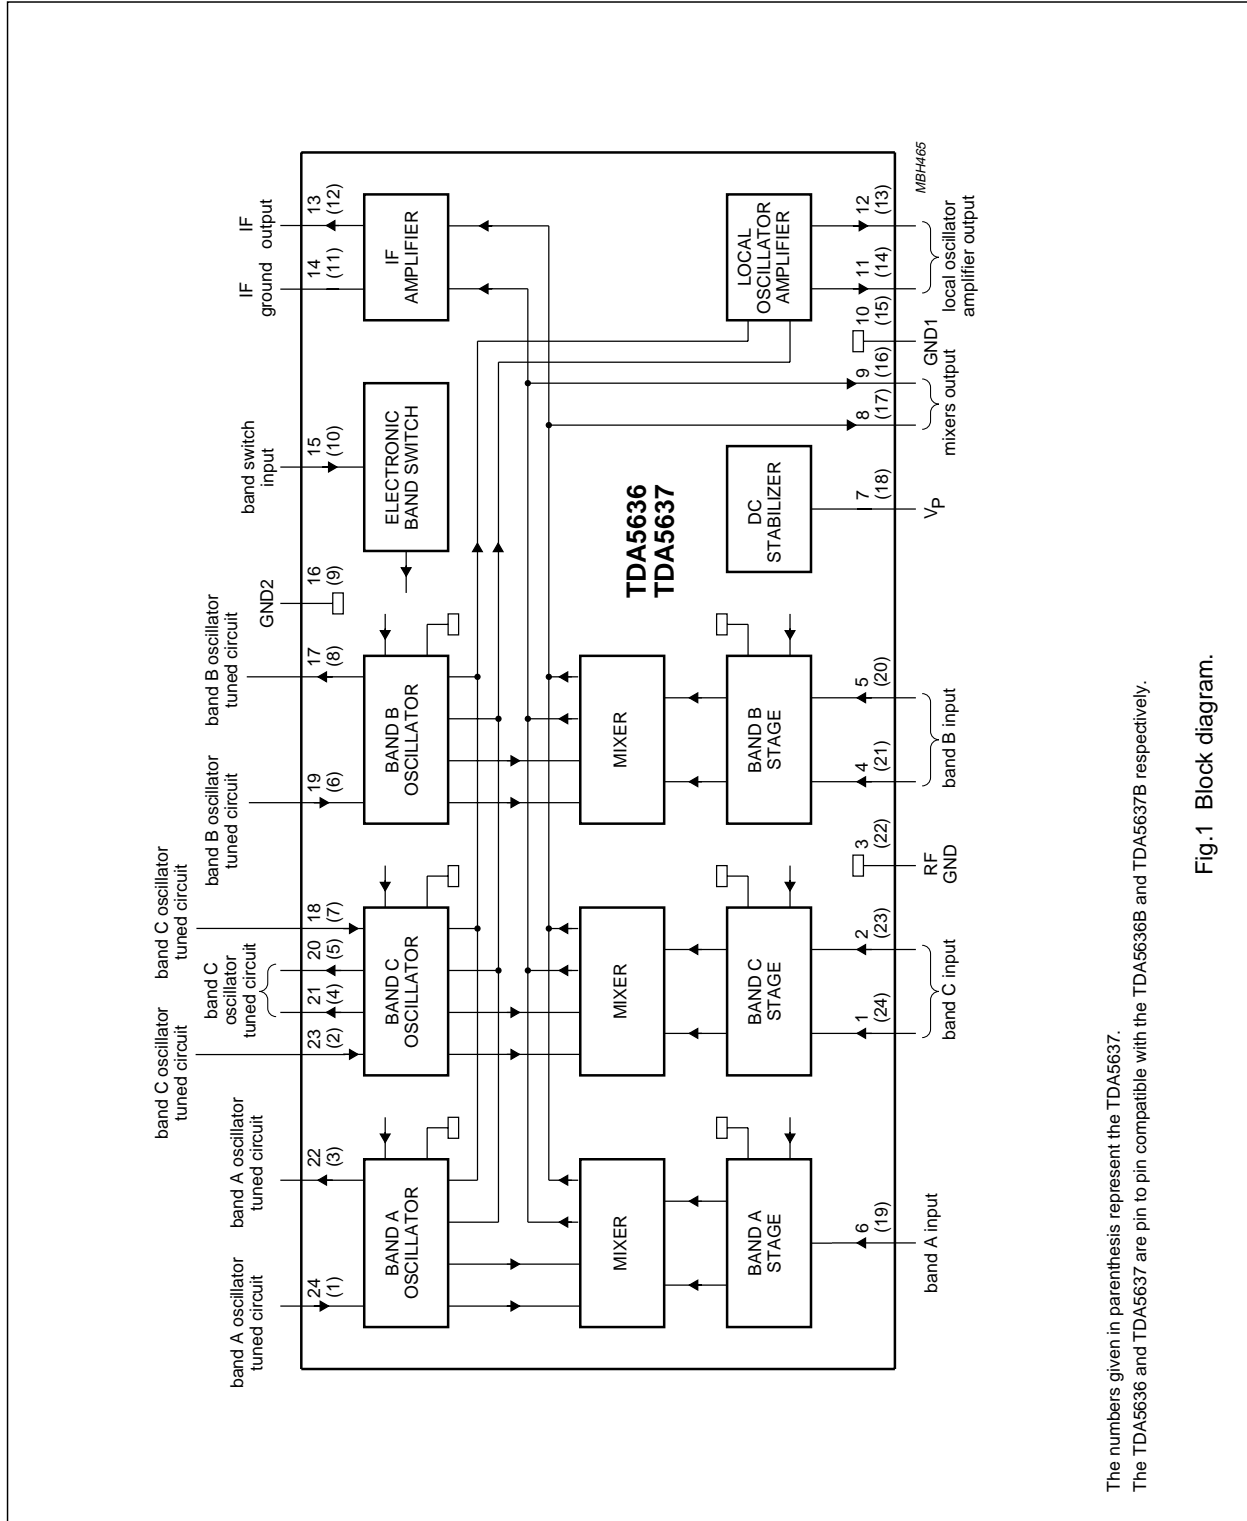 band A oscillator
tuned circuit
band A oscillator
tuned circuit
band C oscillator
tuned circuit
band C
oscillator
tuned circuit
band C oscillator
tuned circuit
band B oscillator
tuned circuit
band B oscillator
tuned circuit
GND2
band switch
input
IF
ground
IF
output
24
(1)
22
(3)
23
(2)
21
(4)
20
(5)
18
(7)
19
(6)
17
(8)
16
(9)
15
(10)
14
(11)
13
(12)
BAND A
OSCILLATOR
BAND C
OSCILLATOR
BAND B
OSCILLATOR
ELECTRONIC
BAND SWITCH
IF
AMPLIFIER
MIXER
MIXER
MIXER
TDA5636
TDA5637
BAND A
STAGE
BAND C
STAGE
BAND B
STAGE
DC
STABILIZER
LOCAL
OSCILLATOR
AMPLIFIER
6
(19)
1
(24)
2
(23)
3
(22)
4
(21)
5
(20)
7
(18)
8
(17)
9
(16)
10
(15)
11
(14)
12
(13)
MBH465
band A input
band C input
RF
GND
band B input
VP
mixers output
GND1
local oscillator
amplifier output
The numbers given in parenthesis represent the TDA5637.
The TDA5636 and TDA5637 are pin to pin compatible with the TDA5636B and TDA5637B respectively.
Fig.1 Block diagram.